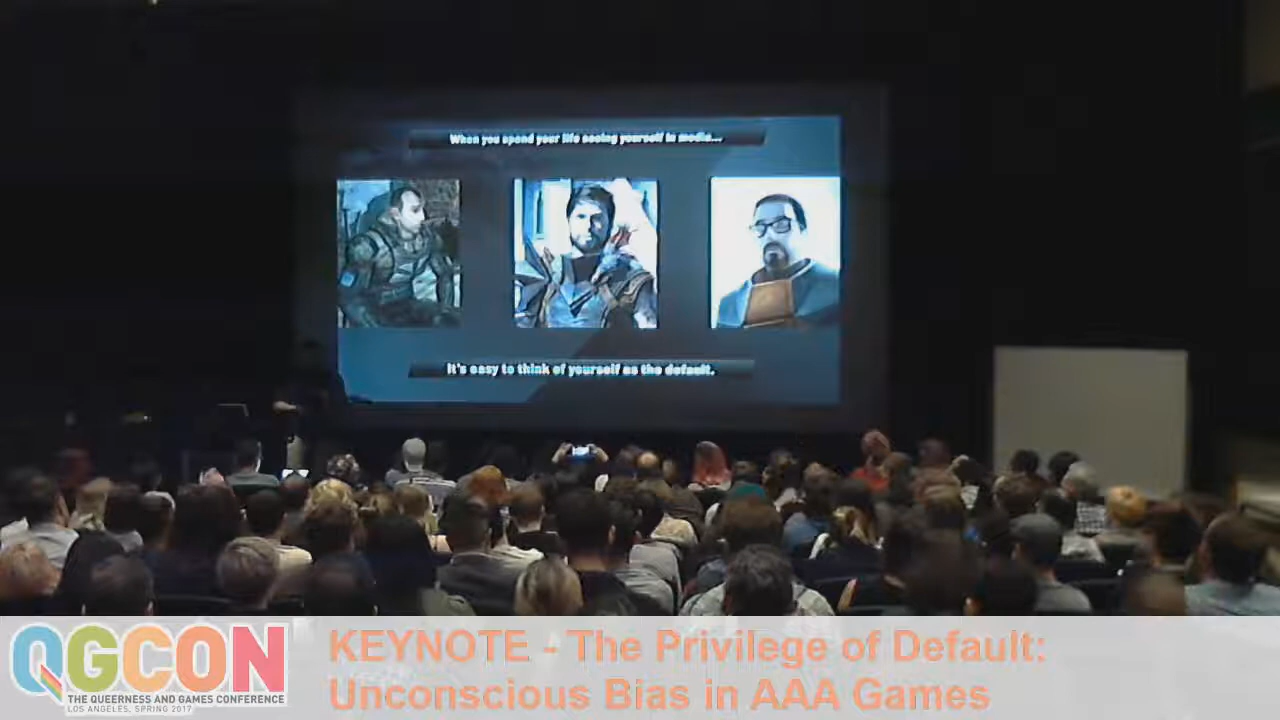 When you spend your life seeing yourself in media...
It's easy to think of yourself as the default.
QGCON
THE QUEERNESS AND GAMES CONFERENCE
LOS ANGELES, SPRING 2017
KEYNOTE - The Privilege of Default:
Unconscious Bias in AAA Games